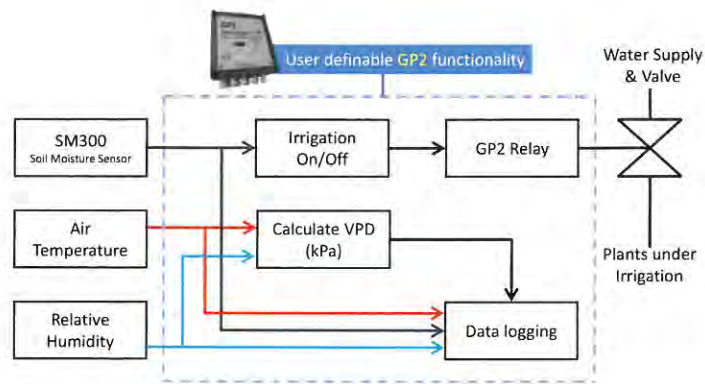 GP2
User definable GP2 functionality
Water Supply
& Valve
SM300
Soil Moisture Sensor
Irrigation
On/Off
GP2 Relay
Air
Temperature
Calculate VPD
(kPa)
Plants under
Irrigation
Relative
Humidity
Data logging